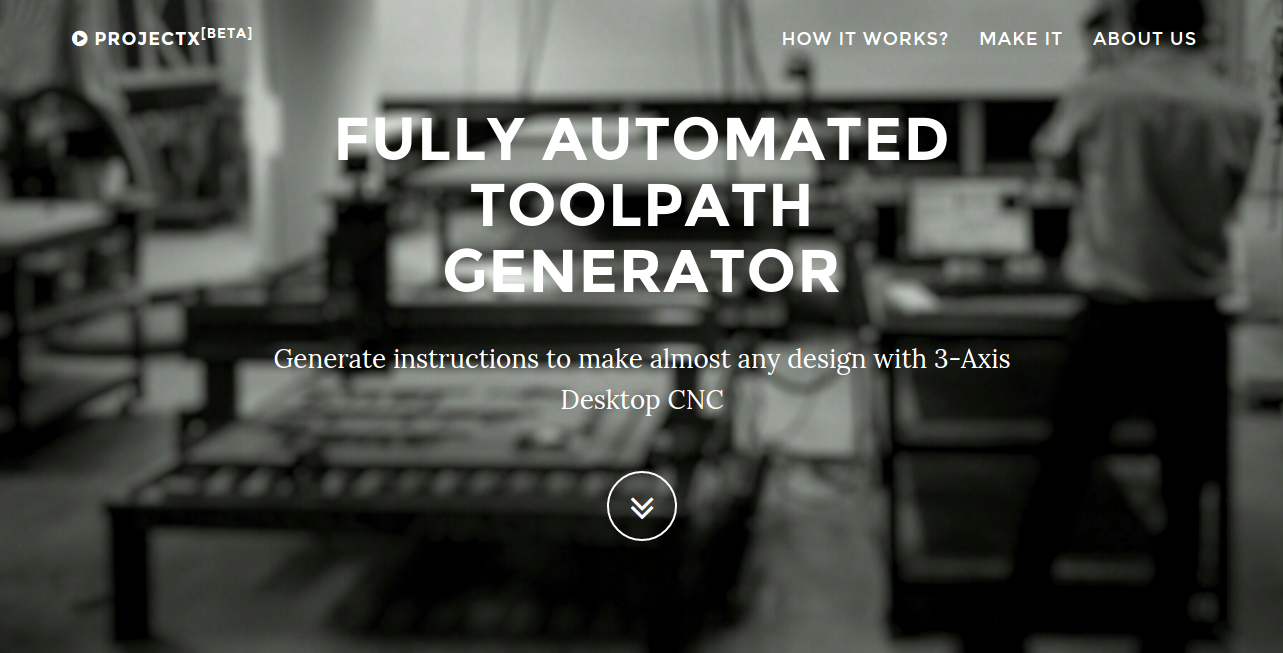 PROJECTX[BETA]
HOW IT WORKS? MAKE IT ABOUT US
FULLY AUTOMATED
TOOLPATH
GENERATOR
Generate instructions to make almost any design with 3-Axis
Desktop CNC